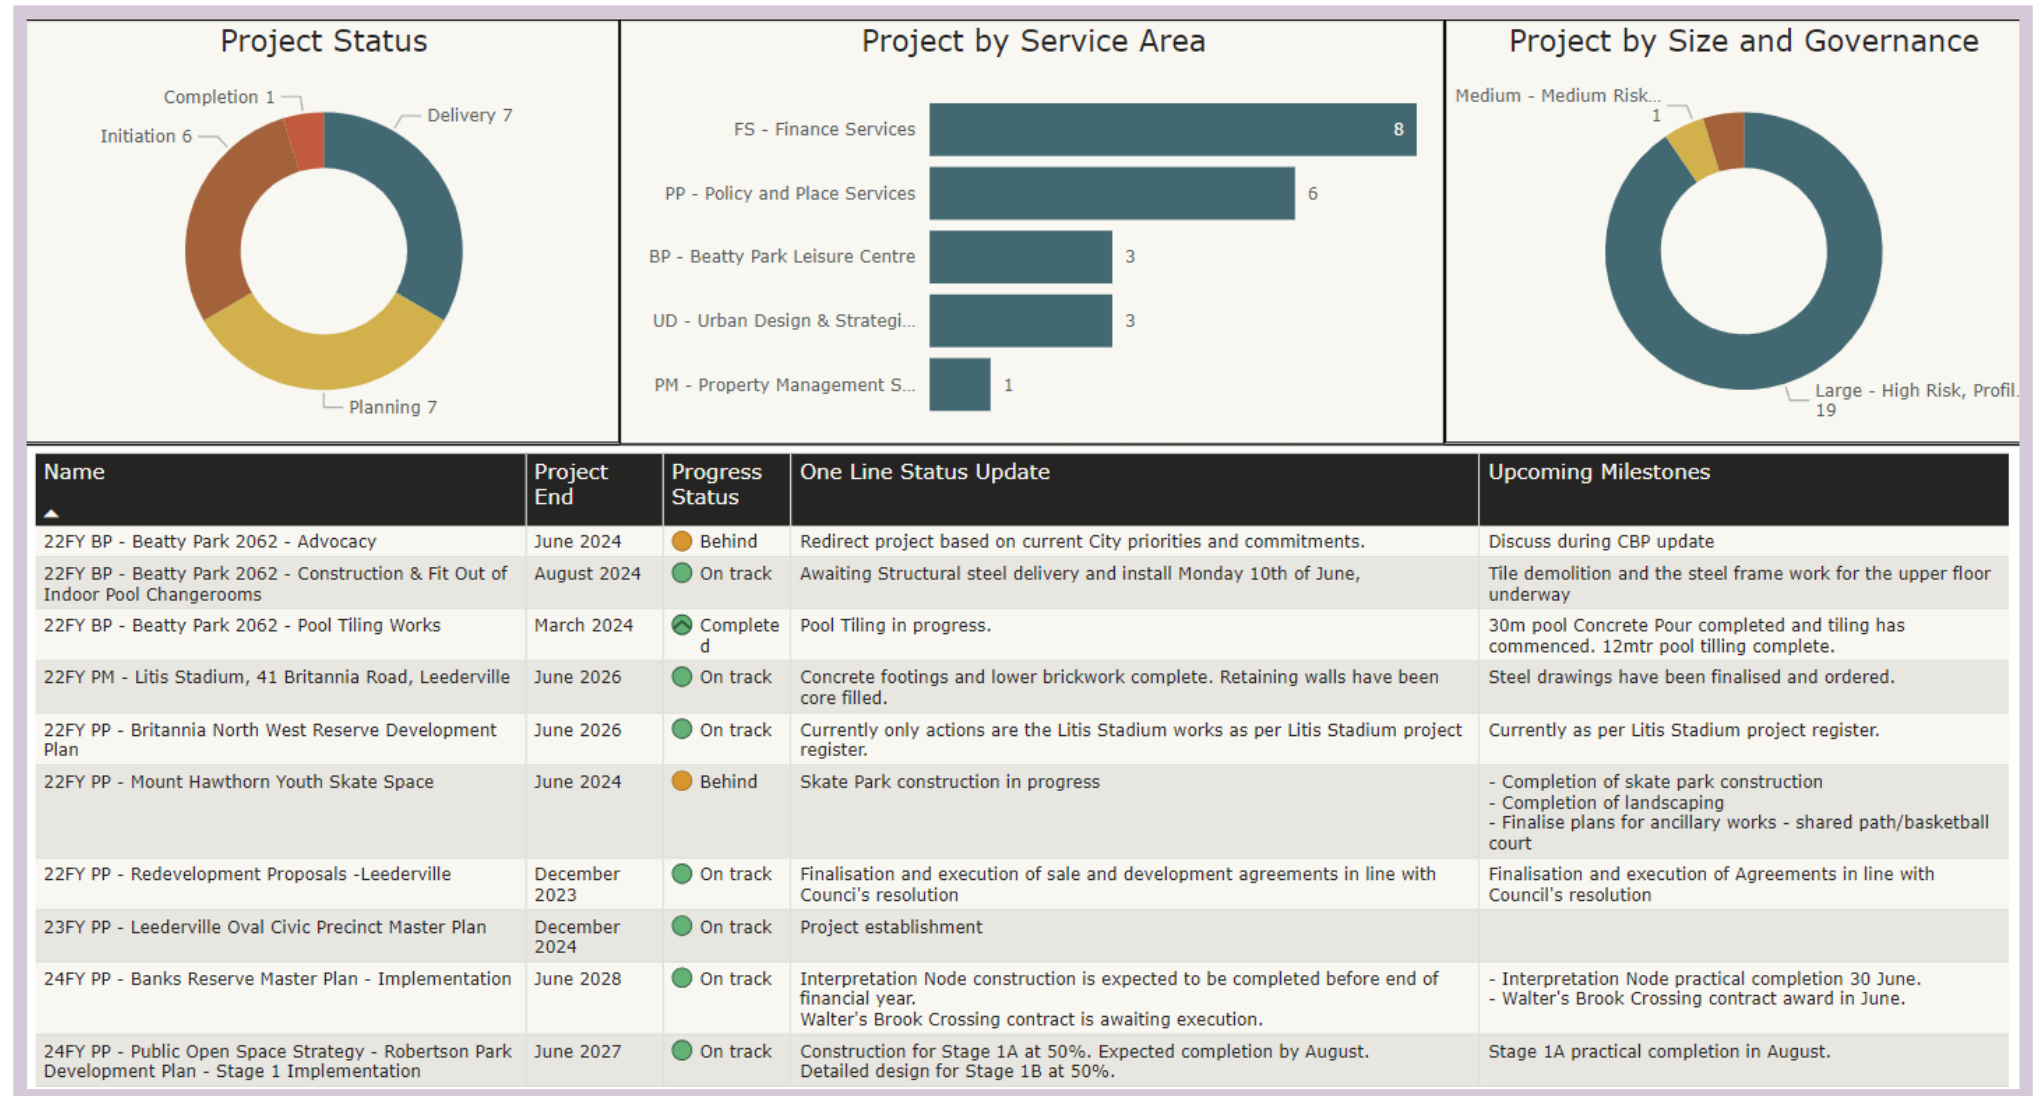 Project Status
Completion 1
Delivery 7
Initiation 6
Planning 7
Project by Service Area
FS - Finance Services
8
PP - Policy and Place Services
6
BP - Beatty Park Leisure Centre
3
UD - Urban Design & Strategi...
3
PM - Property Management S...
1
Project by Size and Governance
Medium - Medium Risk...
1
Large - High Risk, Profil.
19
Name
Project
End
Progress
Status
One Line Status Update
Upcoming Milestones
22FY BP - Beatty Park 2062 - Advocacy
June 2024
Behind
Redirect project based on current City priorities and commitments.
Discuss during CBP update
22FY BP - Beatty Park 2062 - Construction & Fit Out of
Indoor Pool Changerooms
August 2024
On track
Awaiting Structural steel delivery and install Monday 10th of June,
Tile demolition and the steel frame work for the upper floor
underway
22FY BP - Beatty Park 2062 - Pool Tiling Works
March 2024
Complete
d
Pool Tiling in progress.
30m pool Concrete Pour completed and tiling has
commenced. 12mtr pool tilling complete.
22FY PM - Litis Stadium, 41 Britannia Road, Leederville
June 2026
On track
Concrete footings and lower brickwork complete. Retaining walls have been
core filled.
Steel drawings have been finalised and ordered.
22FY PP - Britannia North West Reserve Development
Plan
June 2026
On track
Currently only actions are the Litis Stadium works as per Litis Stadium project
register.
Currently as per Litis Stadium project register.
22FY PP - Mount Hawthorn Youth Skate Space
June 2024
Behind
Skate Park construction in progress
- Completion of skate park construction
- Completion of landscaping
- Finalise plans for ancillary works - shared path/basketball
court
22FY PP - Redevelopment Proposals -Leederville
December
2023
On track
Finalisation and execution of sale and development agreements in line with
Counci's resolution
Finalisation and execution of Agreements in line with
Council's resolution
23FY PP - Leederville Oval Civic Precinct Master Plan
December
2024
On track
Project establishment
24FY PP - Banks Reserve Master Plan - Implementation
June 2028
On track
Interpretation Node construction is expected to be completed before end of
financial year.
Walter's Brook Crossing contract is awaiting execution.
- Interpretation Node practical completion 30 June.
- Walter's Brook Crossing contract award in June.
24FY PP - Public Open Space Strategy - Robertson Park
Development Plan - Stage 1 Implementation
June 2027
On track
Construction for Stage 1A at 50%. Expected completion by August.
Detailed design for Stage 1B at 50%.
Stage 1A practical completion in August.